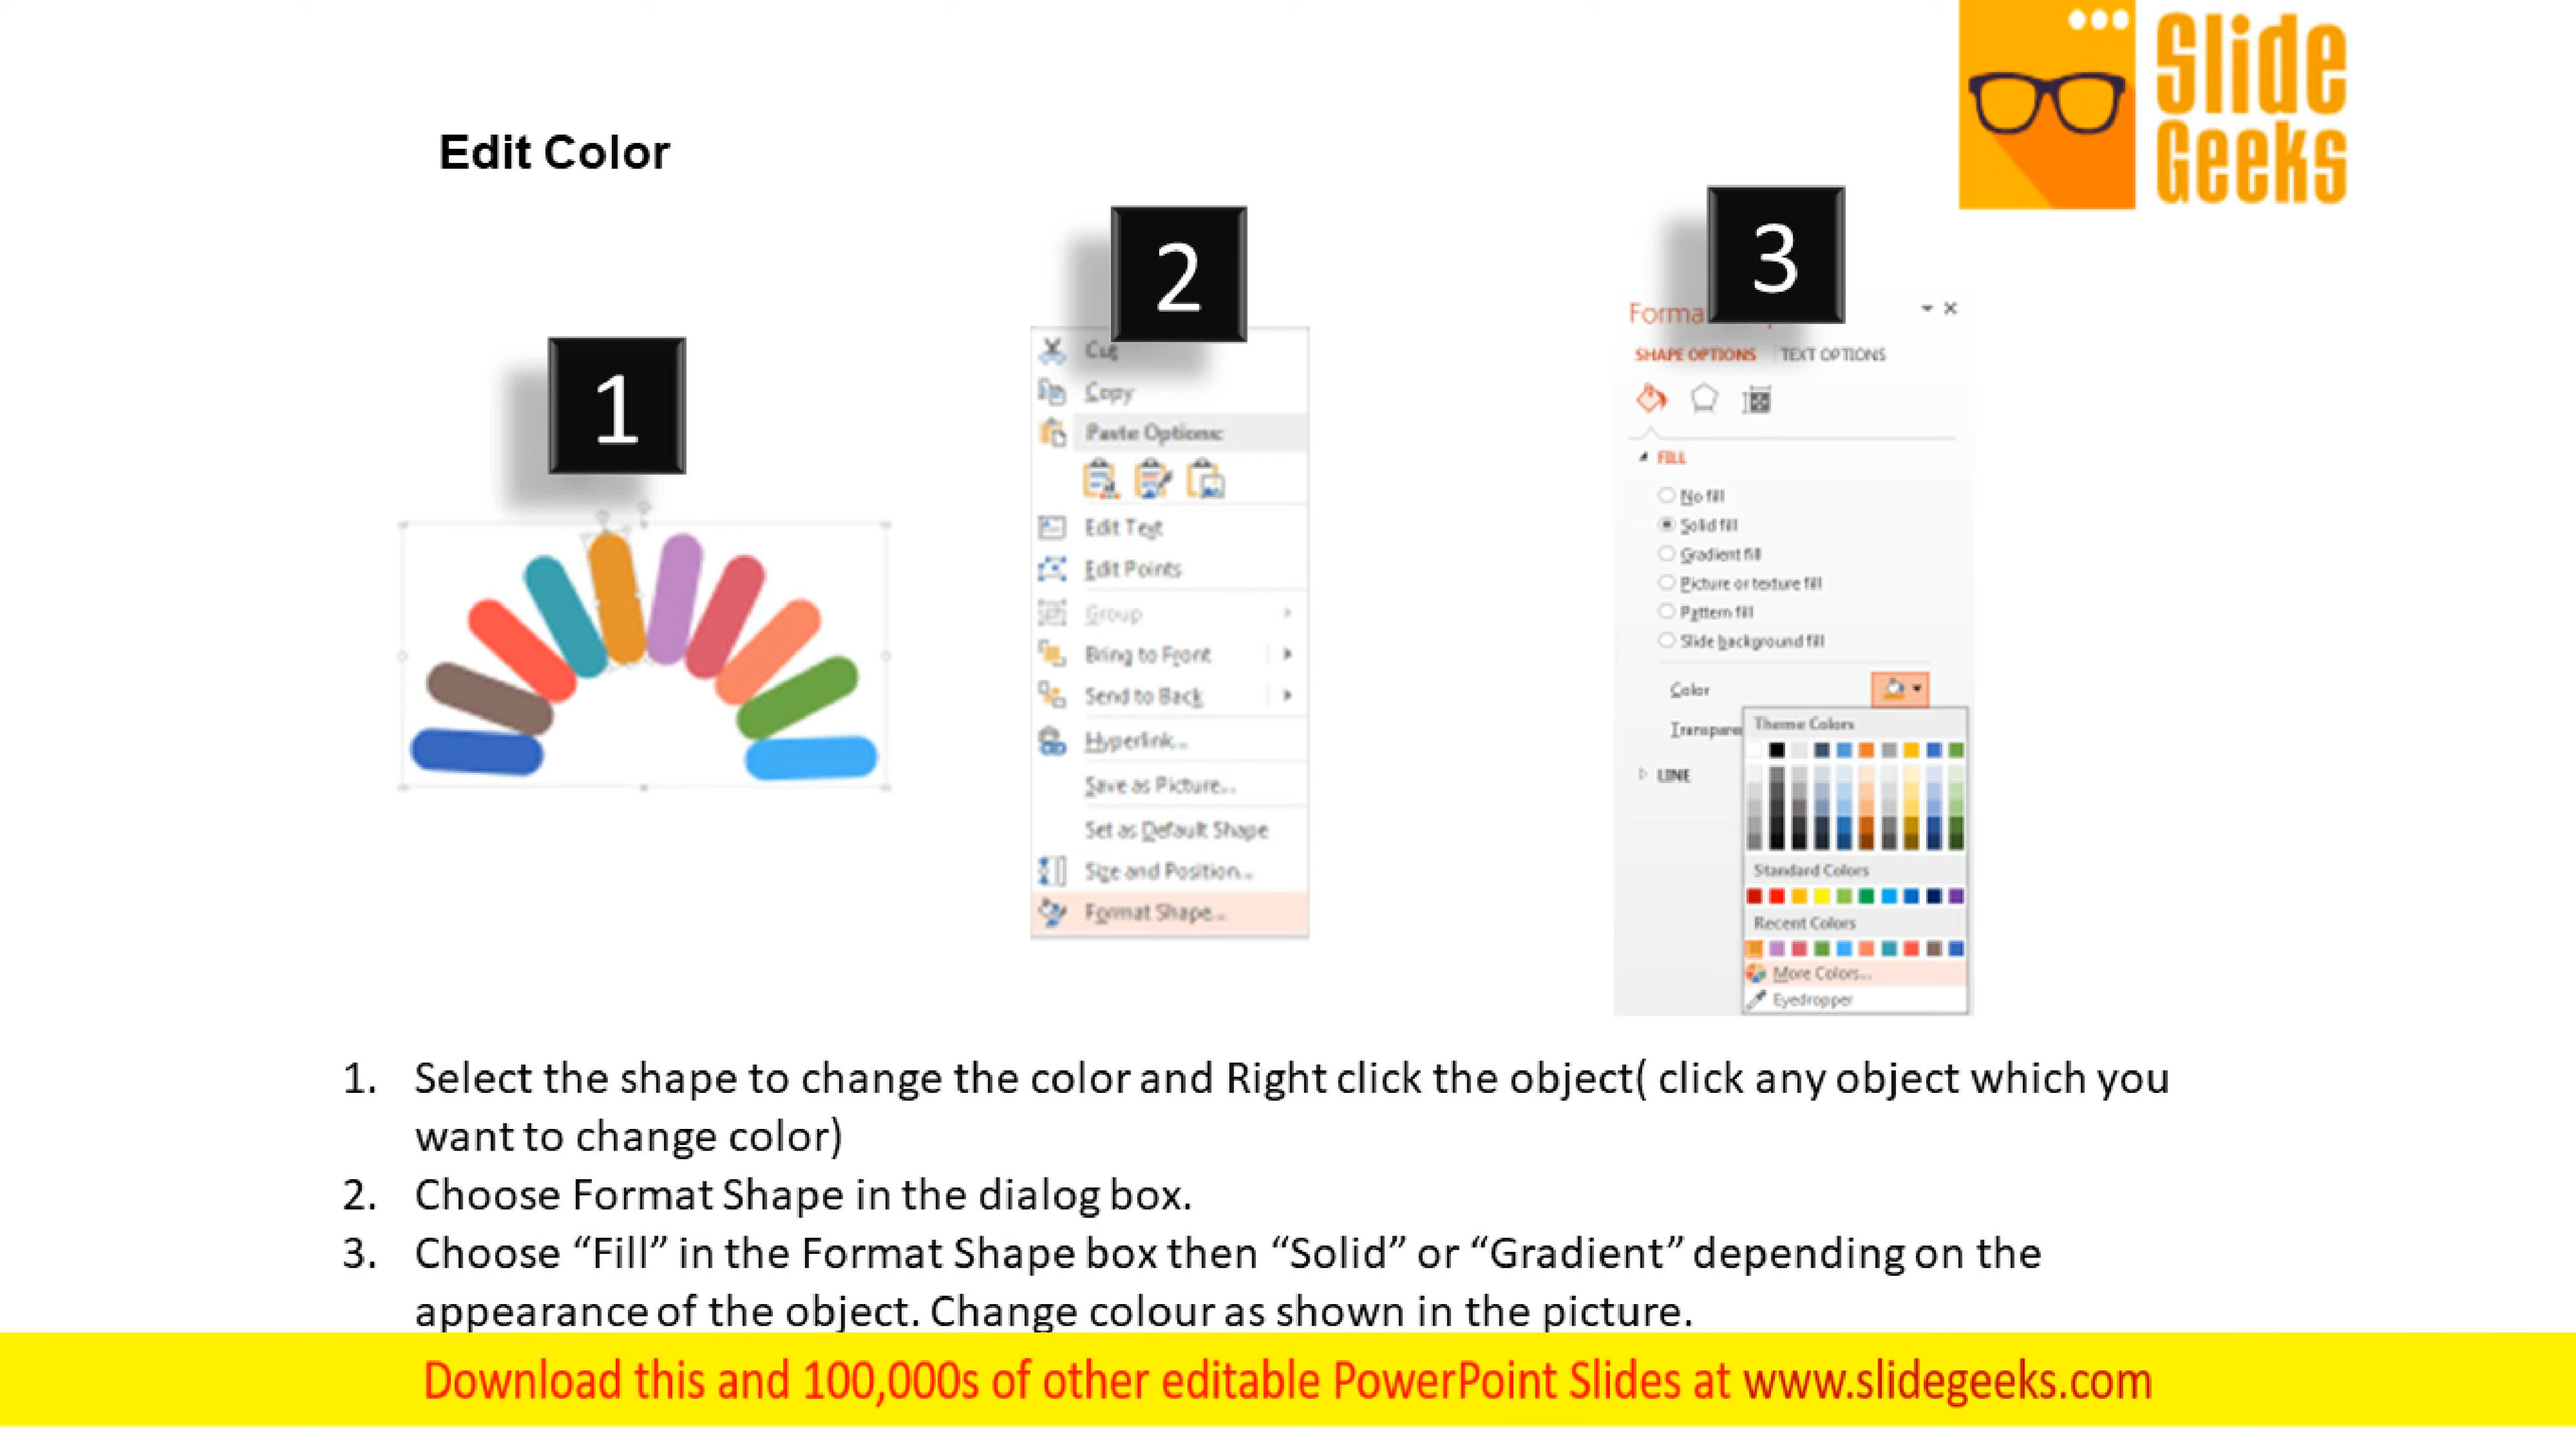 Slide
Geeks
Edit Color
1
2
3
Cut
Copy
Paste Options:
Edit Text
Edit Points
Group
Bring to Front
Send to Back
Hyperlink...
Save as Picture...
Set as Default Shape
Size and Position...
Format Shape...
SHAPE OPTIONS TEXT OPTIONS
FILL
No fill
Solid fill
Gradient fill
Picture or texture fill
Pattern fill
Slide background fill
Color
Theme Colors
LINE
Standard Colors
Recent Colors
More Colors...
Eyedropper
1. Select the shape to change the color and Right click the object( click any object which you
want to change color)
2. Choose Format Shape in the dialog box.
3. Choose “Fill” in the Format Shape box then “Solid” or “Gradient” depending on the
appearance of the object. Change colour as shown in the picture.
Download this and 100,000s of other editable PowerPoint Slides at www.slidegeeks.com